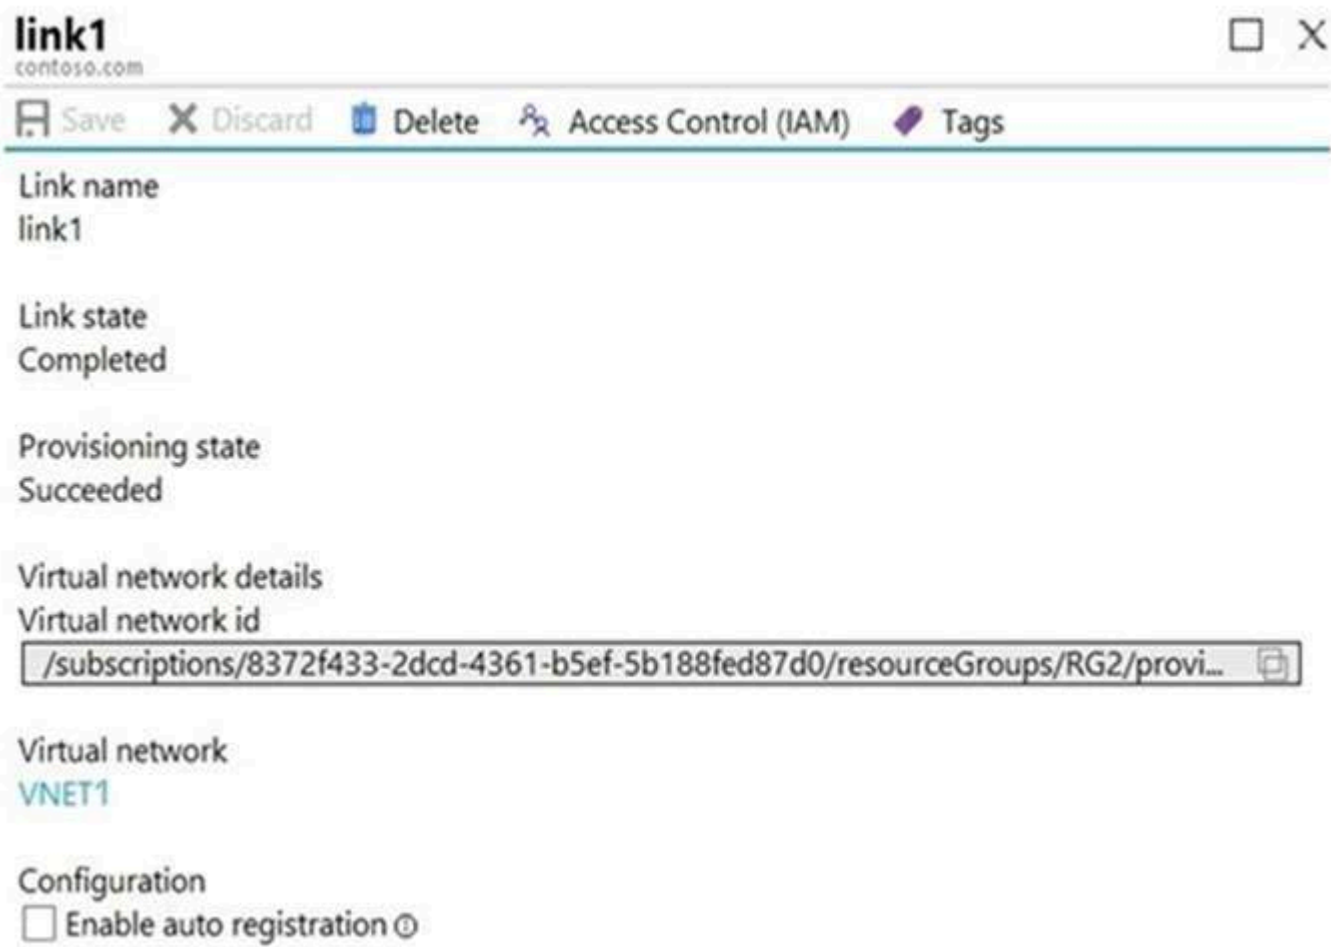 link1
contoso.com
Save Discard Delete Access Control (IAM) Tags
Link name
link1
Link state
Completed
Provisioning state
Succeeded
Virtual network details
Virtual network id
/subscriptions/8372f433-2dcd-4361-b5ef-5b188fed87d0/resourceGroups/RG2/provi...
Virtual network
VNET1
Configuration
Enable auto registration